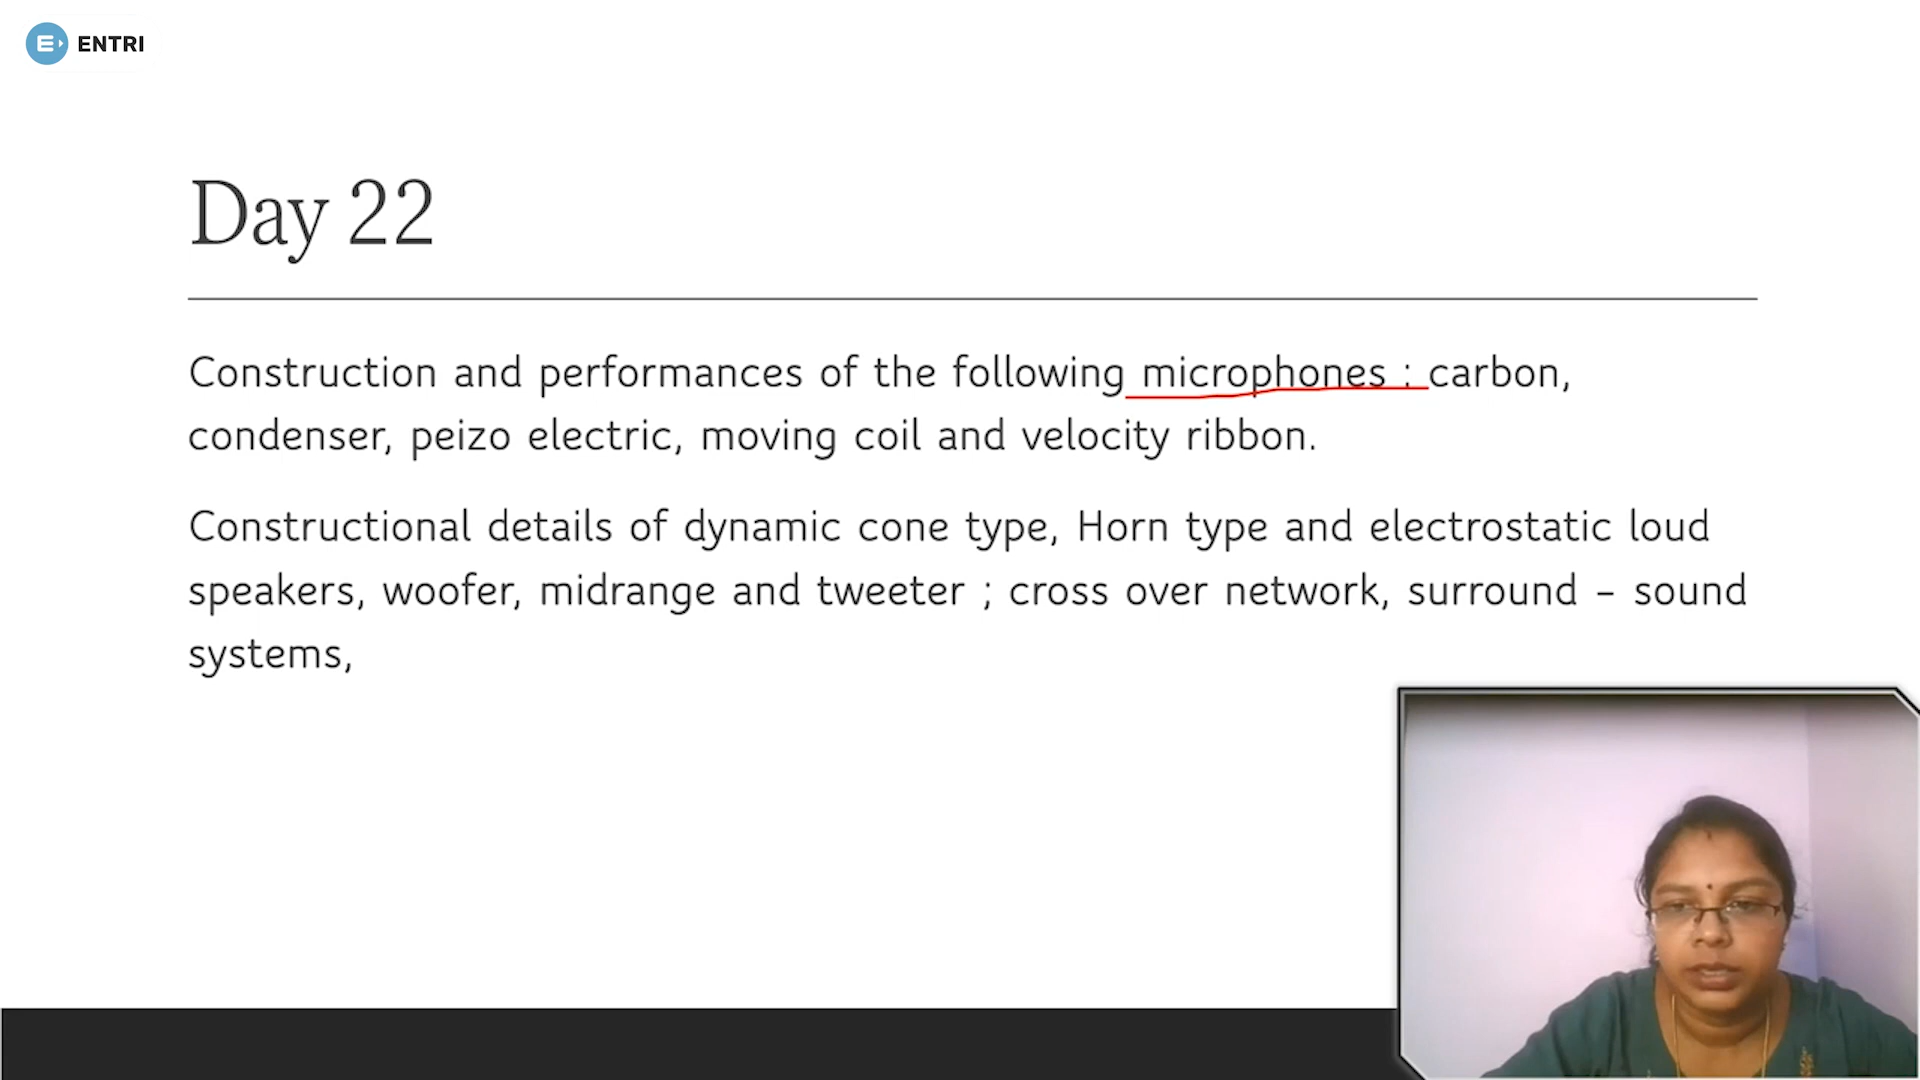 ENTRI
Day 22
Construction and performances of the following microphones : carbon,
condenser, peizo electric, moving coil and velocity ribbon.
Constructional details of dynamic cone type, Horn type and electrostatic loud
speakers, woofer, midrange and tweeter ; cross over network, surround – sound
systems,